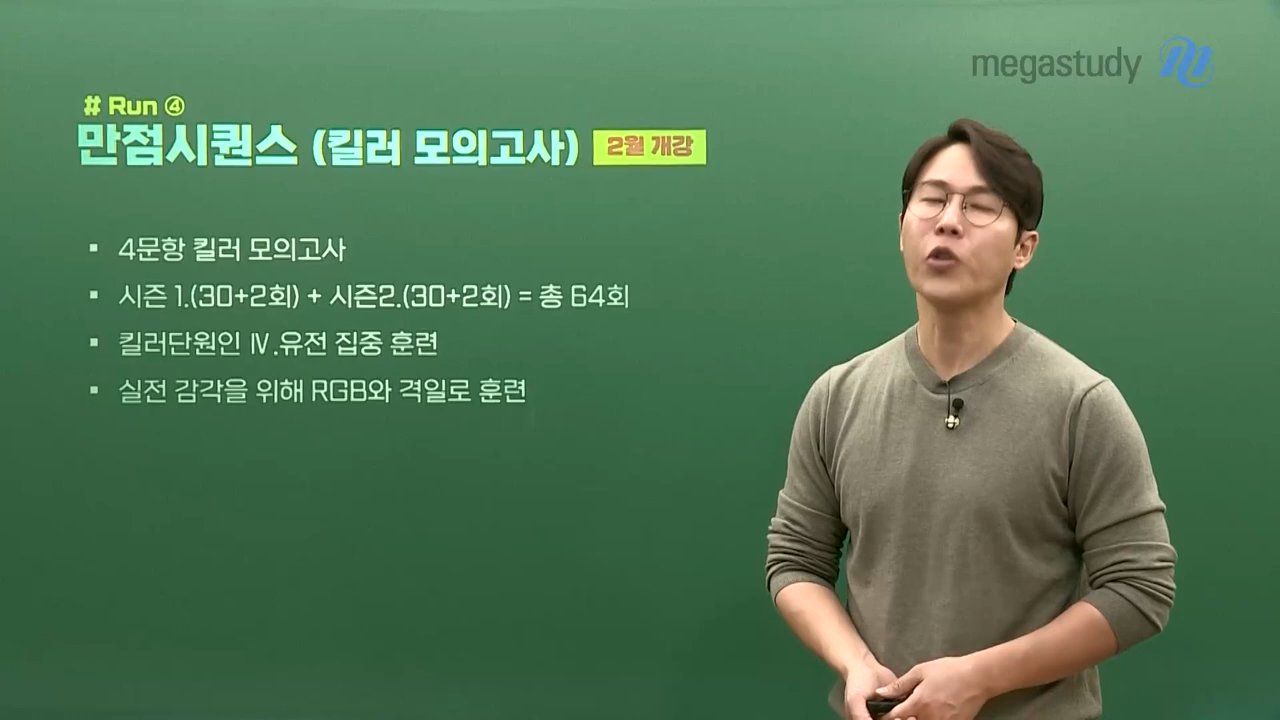 megastudy
# Run ④
만점시퀀스 (킬러 모의고사) 2월 개강
▪ 4문항 킬러 모의고사
▪ 시즌 1.(30+2회) + 시즌2.(30+2회) = 총 64회
▪ 킬러단원인 Ⅳ.유전 집중 훈련
▪ 실전 감각을 위해 RGB와 격일로 훈련